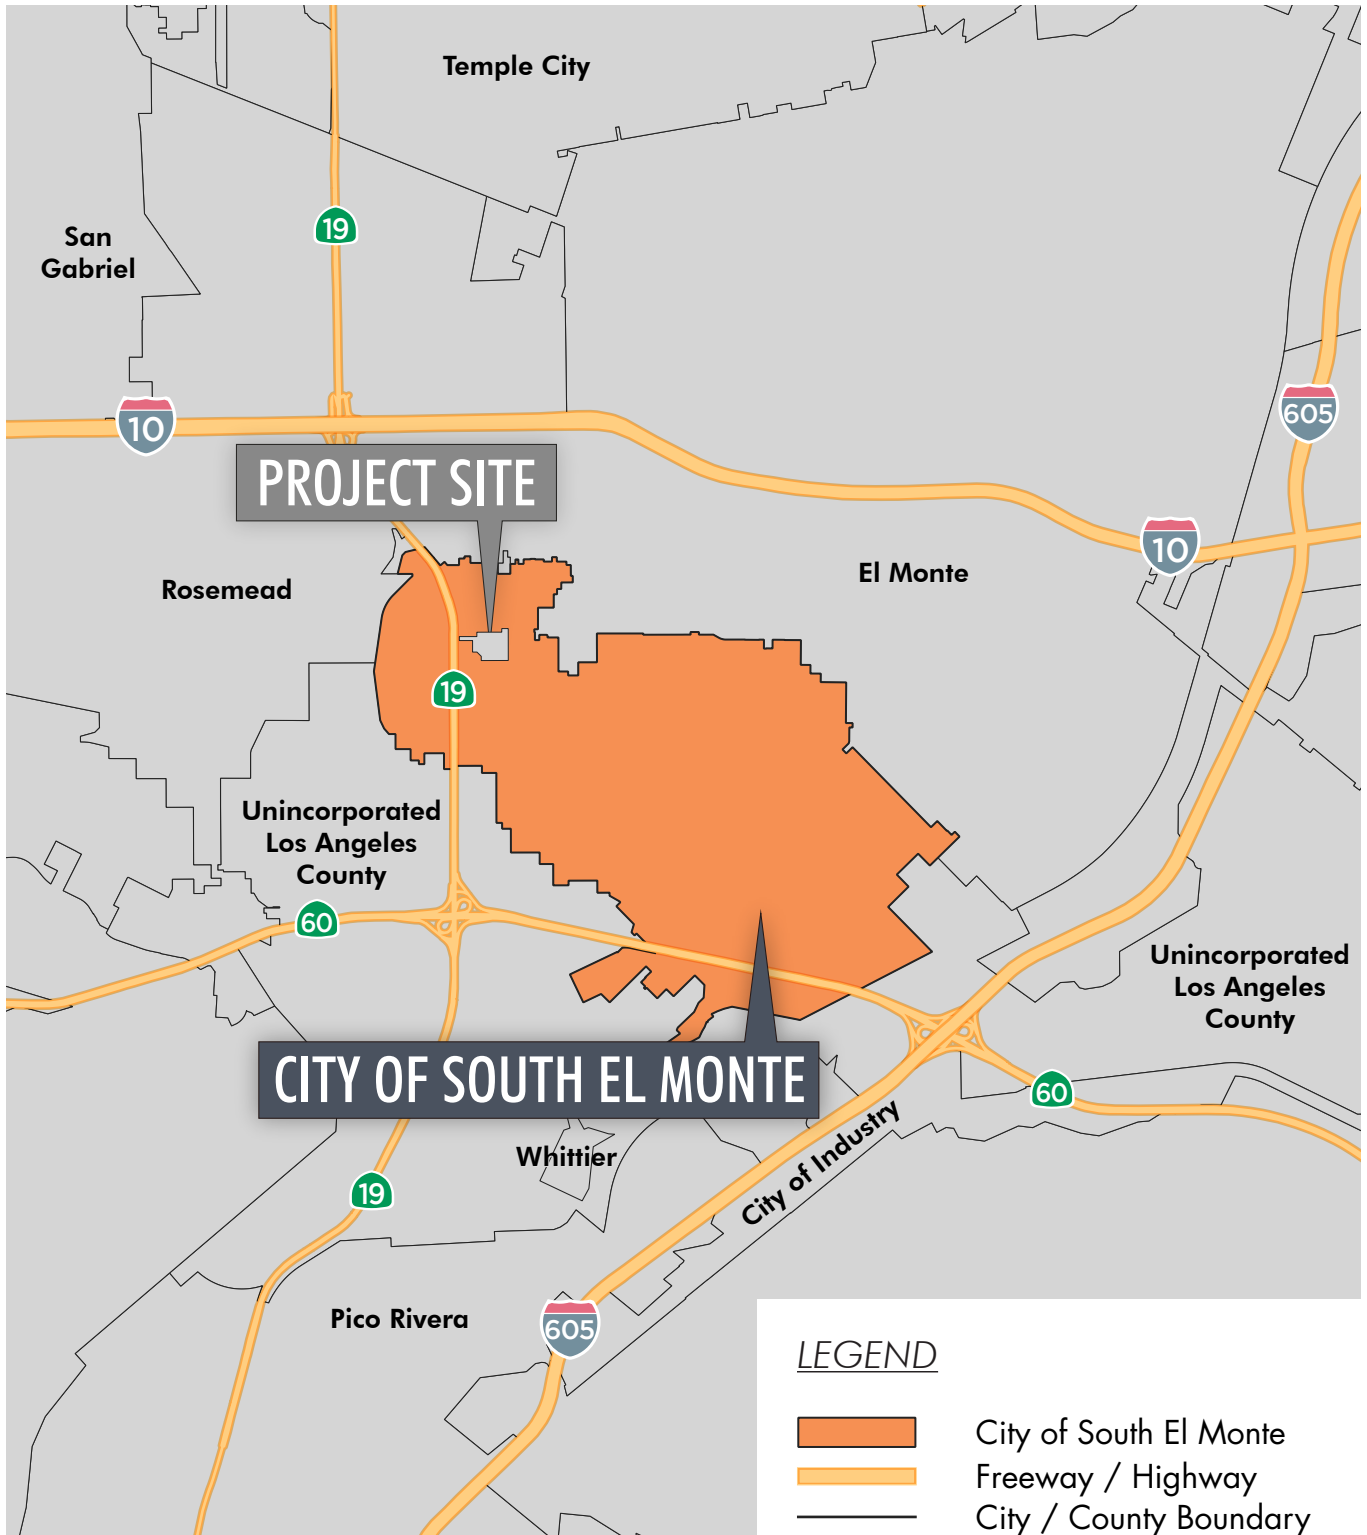 Temple City
19
San
Gabriel
10
605
PROJECT SITE
10
Rosemead
El Monte
19
Unincorporated
Los Angeles
County
60
Unincorporated
Los Angeles
County
CITY OF SOUTH EL MONTE
60
Whittier
City of Industry
19
Pico Rivera
605
LEGEND
City of South El Monte
Freeway / Highway
City / County Boundary